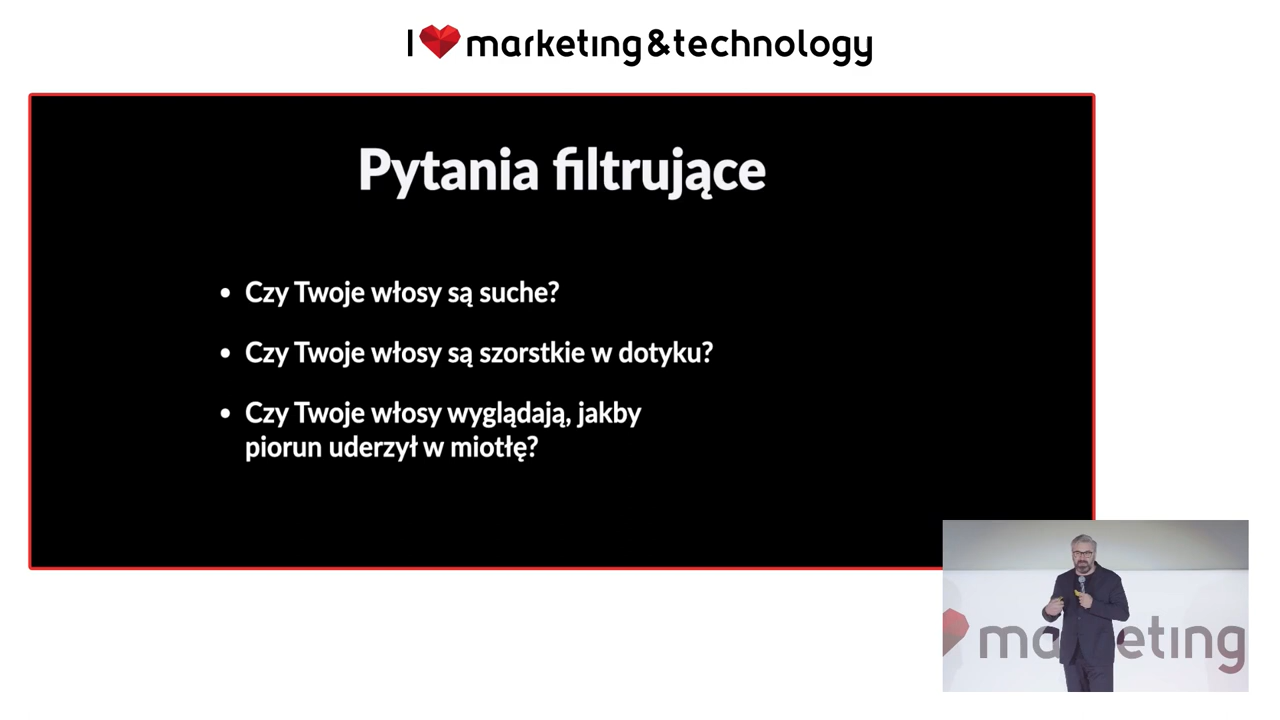 I marketing & technology
Pytania filtrujące
• Czy Twoje włosy są suche?
• Czy Twoje włosy są szorstkie w dotyku?
• Czy Twoje włosy wyglądają, jakby
piorun uderzył w miotłę?
marketing